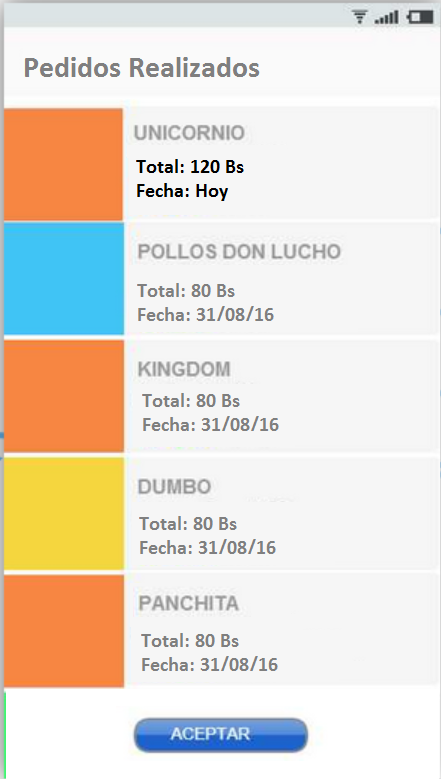 Pedidos Realizados
UNICORNIO
Total: 120 Bs
Fecha: Hoy
POLLOS DON LUCHO
Total: 80 Bs
Fecha: 31/08/16
KINGDOM
Total: 80 Bs
Fecha: 31/08/16
DUMBO
Total: 80 Bs
Fecha: 31/08/16
PANCHITA
Total: 80 Bs
Fecha: 31/08/16
ACEPTAR